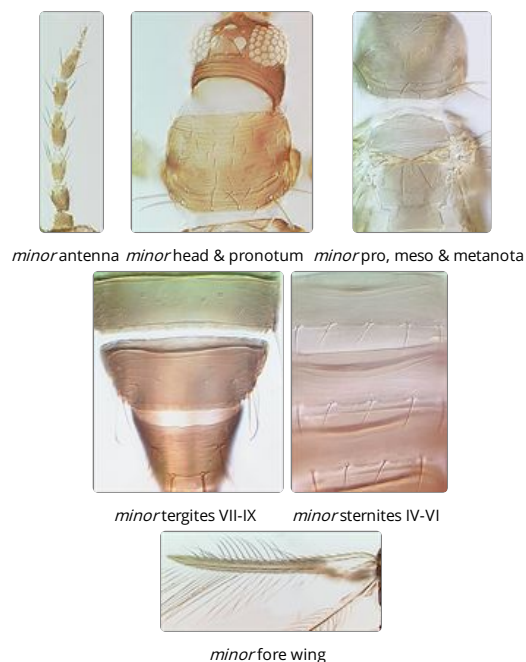 minor antenna minor head & pronotum minor pro, meso & metanota
minor tergites VII-IX minor sternites IV-VI
minor fore wing